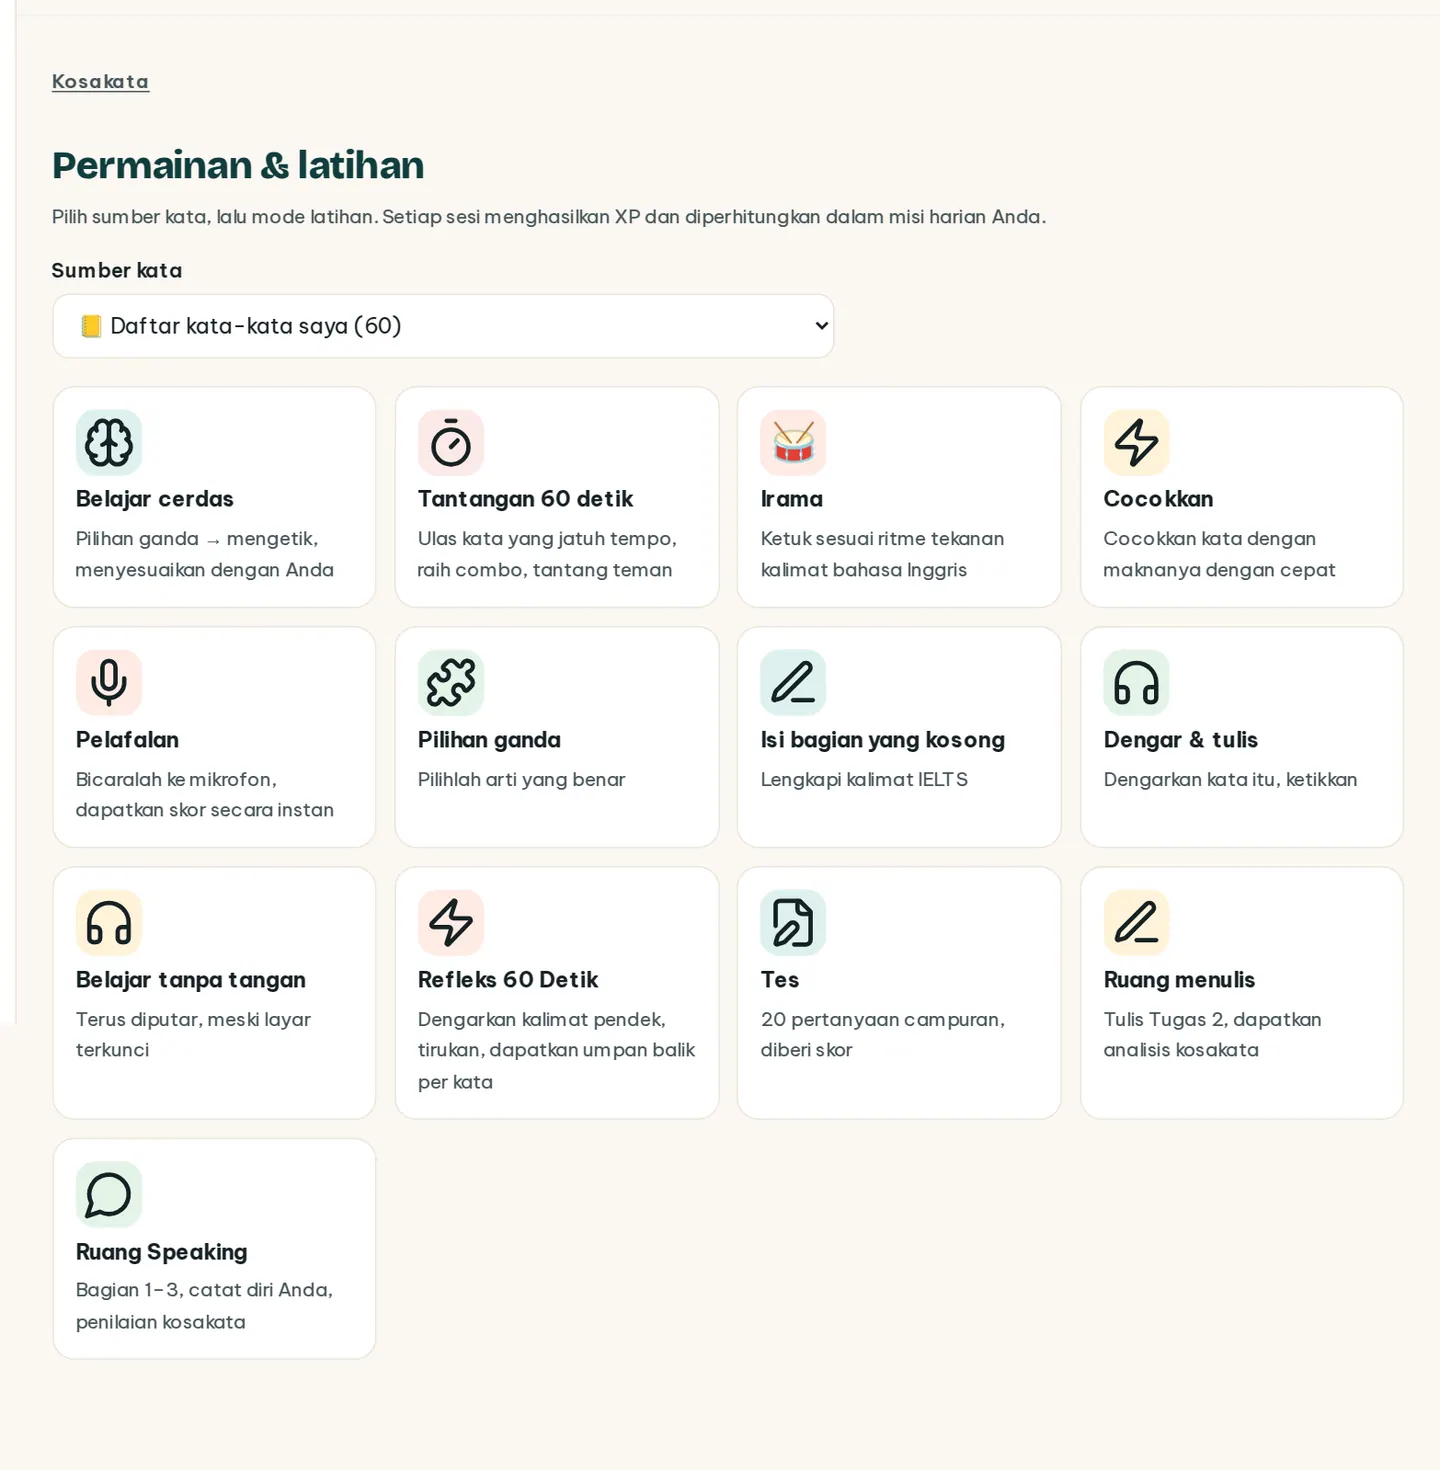 Kosakata
Permainan & latihan
Pilih sumber kata, lalu mode latihan. Setiap sesi menghasilkan XP dan diperhitungkan dalam misi harian Anda.
Sumber kata
📒 Daftar kata-kata saya (60)
Belajar cerdas
Pilihan ganda → mengetik,
menyesuaikan dengan Anda
Tantangan 60 detik
Ulas kata yang jatuh tempo,
raih combo, tantang teman
Irama
Ketuk sesuai ritme tekanan
kalimat bahasa Inggris
Cocokkan
Cocokkan kata dengan
maknanya dengan cepat
Pelafalan
Bicaralah ke mikrofon,
dapatkan skor secara instan
Pilihan ganda
Pilihlah arti yang benar
Isi bagian yang kosong
Lengkapi kalimat IELTS
Dengar & tulis
Dengarkan kata itu, ketikkan
Belajar tanpa tangan
Terus diputar, meski layar
terkunci
Refleks 60 Detik
Dengarkan kalimat pendek,
tirukan, dapatkan umpan balik
per kata
Tes
20 pertanyaan campuran,
diberi skor
Ruang menulis
Tulis Tugas 2, dapatkan
analisis kosakata
Ruang Speaking
Bagian 1–3, catat diri Anda,
penilaian kosakata